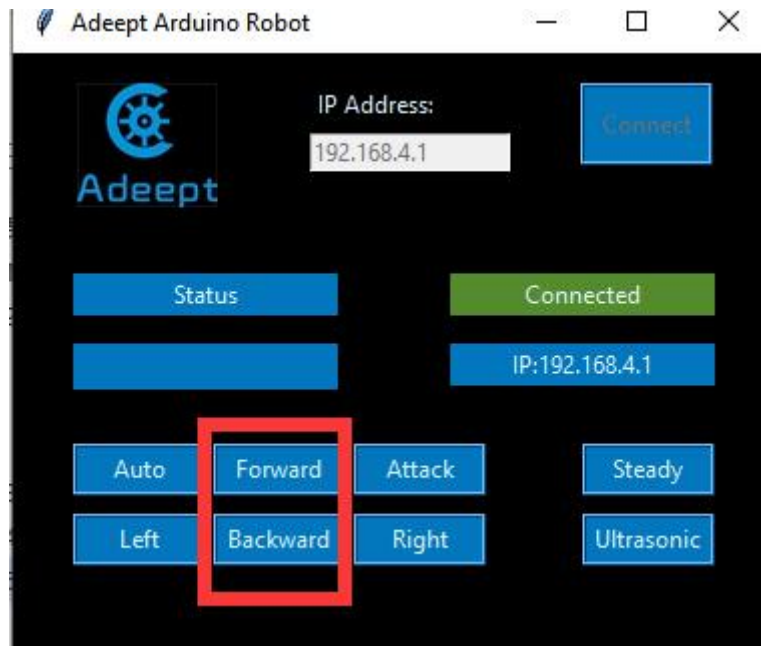 Adeept Arduino Robot
Adeept
IP Address:
192.168.4.1
Connect
Status
Connected
IP:192.168.4.1
Auto
Forward
Attack
Steady
Left
Backward
Right
Ultrasonic